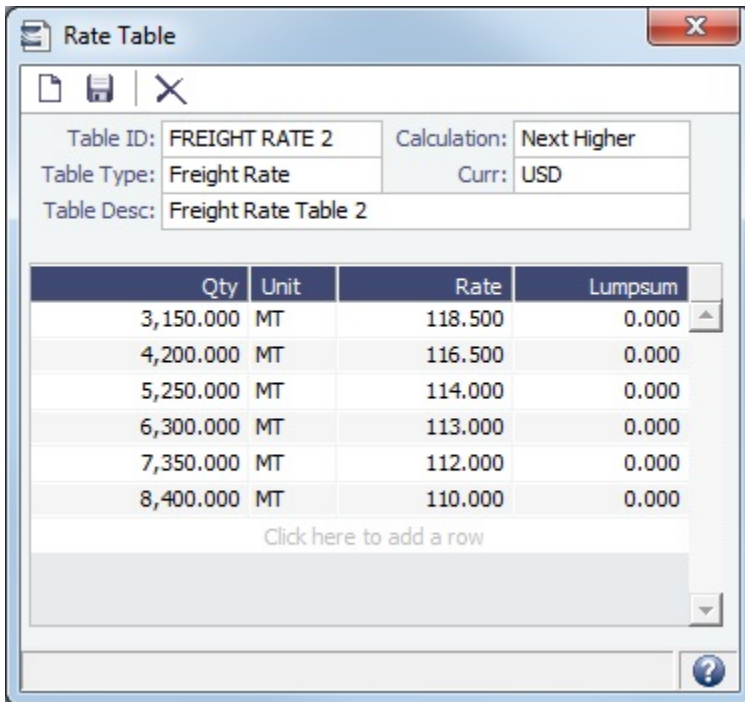 Rate Table
Table ID: FREIGHT RATE 2 Calculation: Next Higher
Table Type: Freight Rate Curr: USD
Table Desc: Freight Rate Table 2
Qty Unit Rate Lumpsum
3,150.000 MT 118.500 0.000
4,200.000 MT 116.500 0.000
5,250.000 MT 114.000 0.000
6,300.000 MT 113.000 0.000
7,350.000 MT 112.000 0.000
8,400.000 MT 110.000 0.000
Click here to add a row